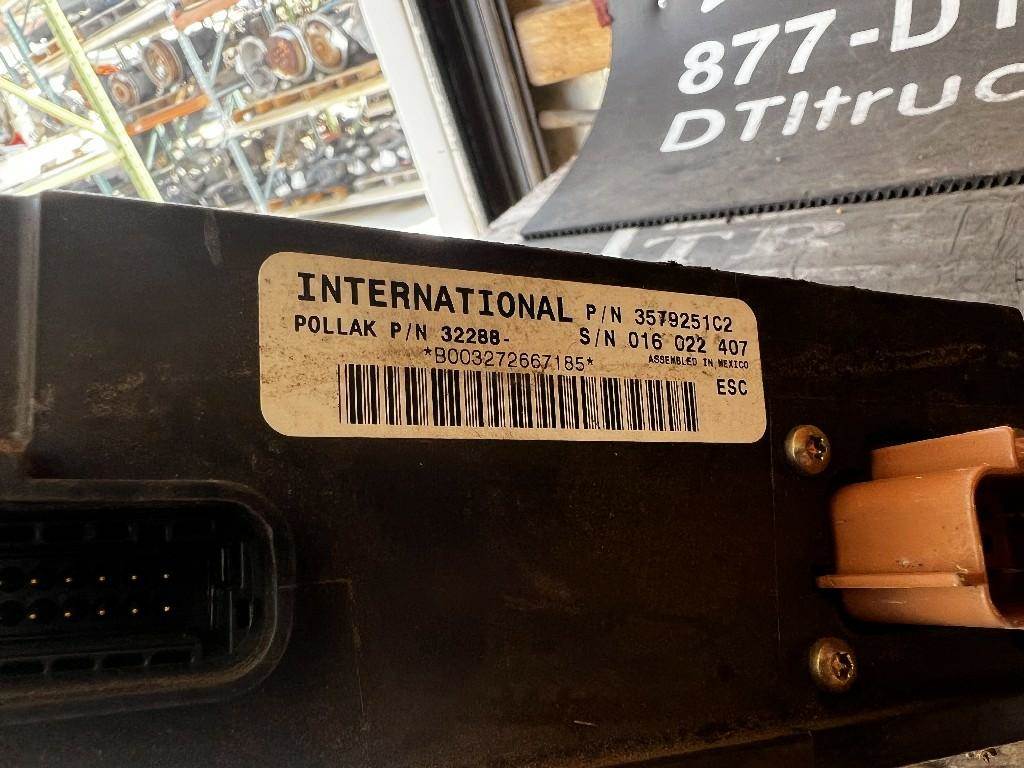 877-DT
DTItruc
INTERNATIONAL P/N 3579251C2
POLLAK P/N 32288- S/N 016 022 407
*B003272667185* ASSEMBLED IN MEXICO
ESC